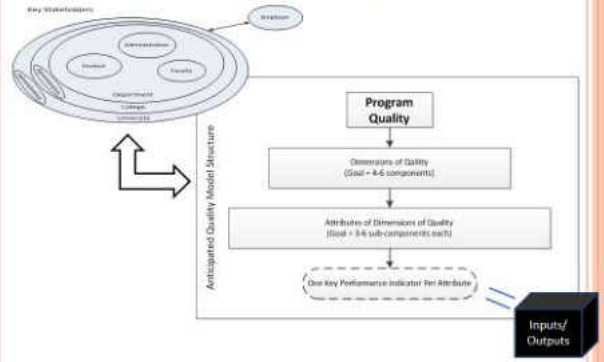 Key Stakeholders
Employer
Administration
Student
Faculty
Department
College
University
Anticipated Quality Model Structure
Program
Quality
Dimensions of Qality
(Goal = 4-6 components)
Attributes of Dimensions of Quality
(Goal = 3-6 sub-components each)
One Key Performance Indicator Per Attribute
Inputs/
Outputs